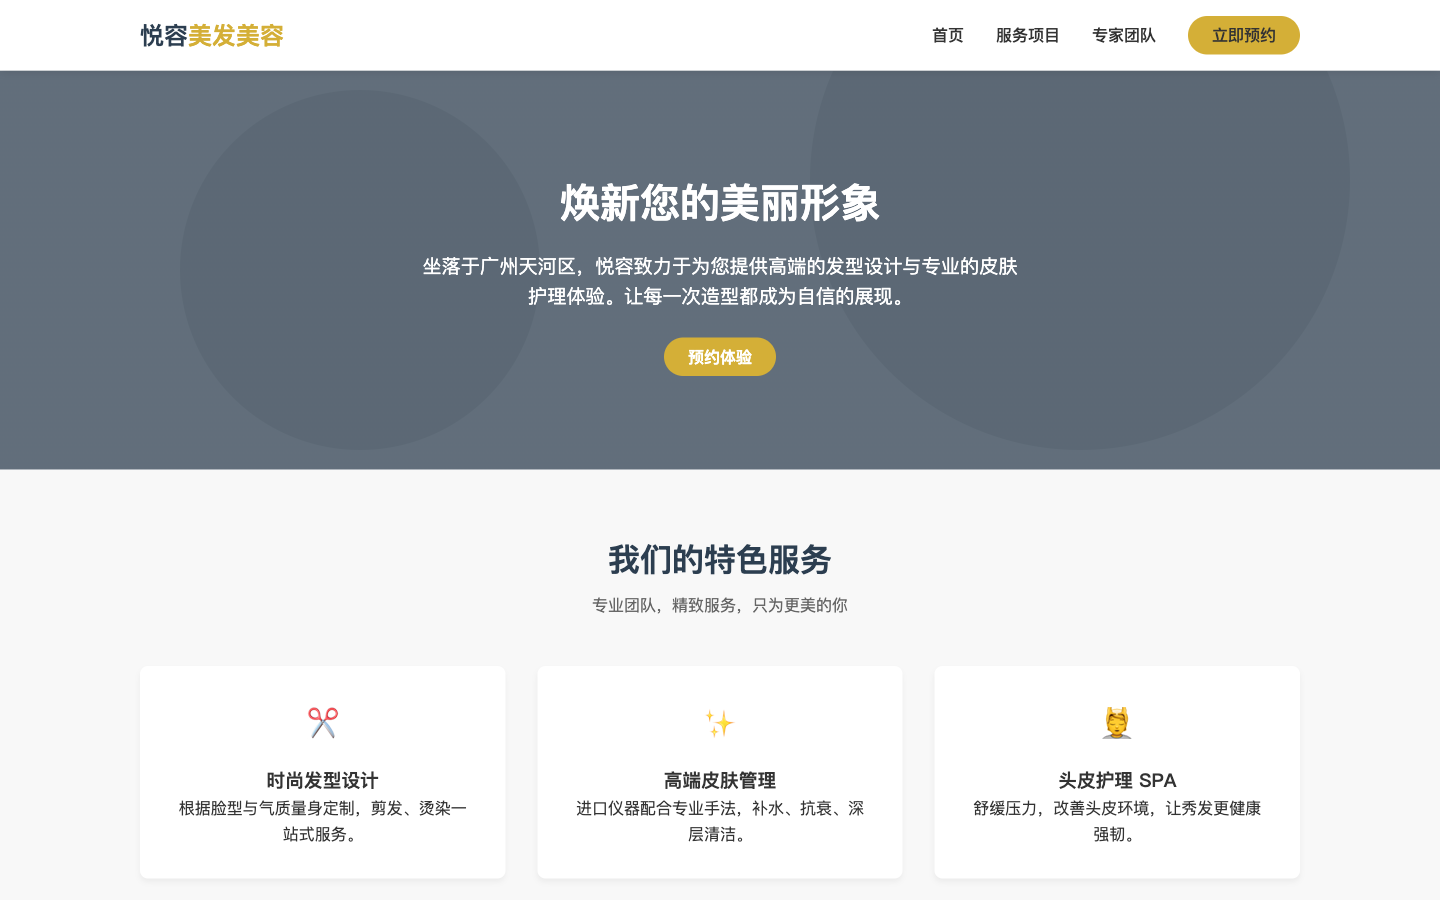 悦容美发美容
首页
服务项目
专家团队
立即预约
焕新您的美丽形象
坐落于广州天河区，悦容致力于为您提供高端的发型设计与专业的皮肤
护理体验。让每一次造型都成为自信的展现。
预约体验
我们的特色服务
专业团队，精致服务，只为更美的你
时尚发型设计
根据脸型与气质量身定制，剪发、烫染一
站式服务。
高端皮肤管理
进口仪器配合专业手法，补水、抗衰、深
层清洁。
头皮护理 SPA
舒缓压力，改善头皮环境，让秀发更健康
强韧。